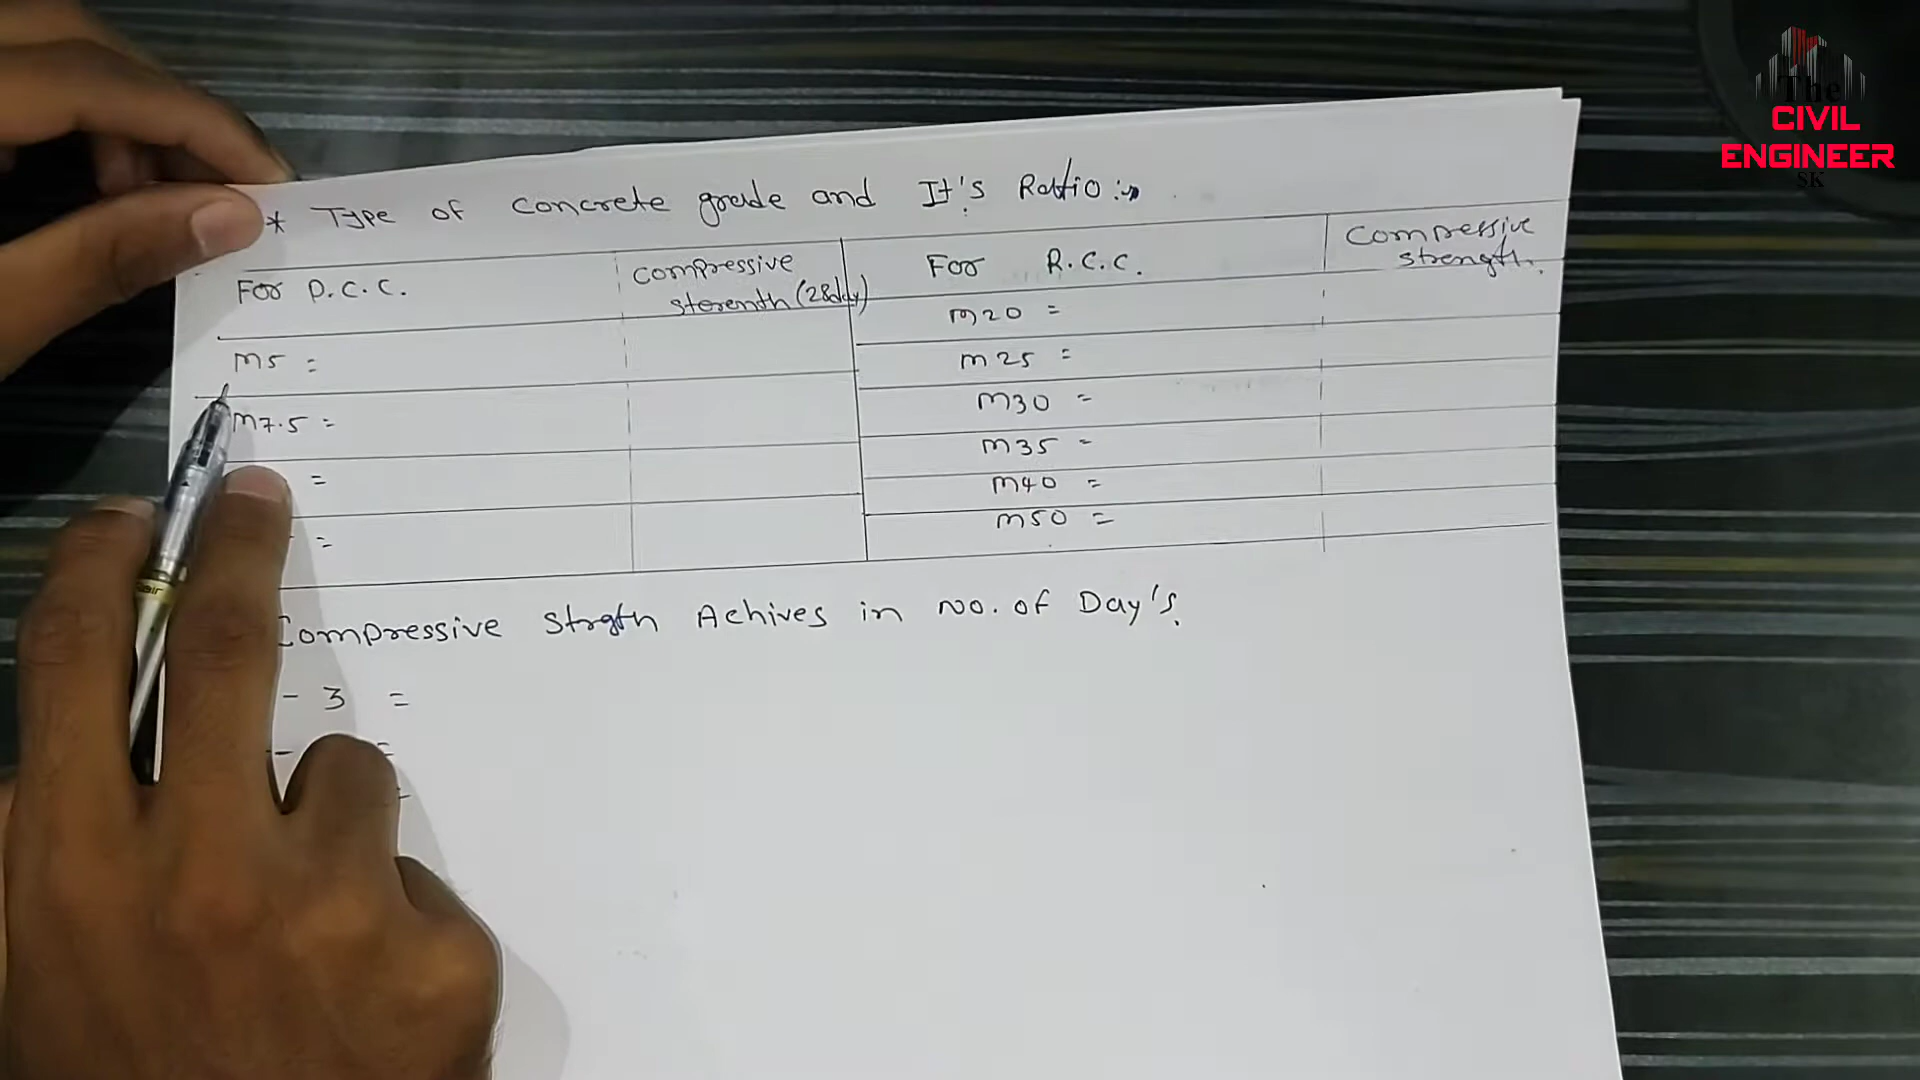 * Type of concrete grade and It's Ratio:→
For P.C.C.
compressive
sterenth (28day)
For R.C.C.
Compressive
strength.
M5 =
M7.5 =
=
=
M20 =
M25 =
M30 =
M35 =
M40 =
M50 =
Compressive Strgth Achives in No. of Day's.
- 3 =
- =
=
The
CIVIL
ENGINEER
SK